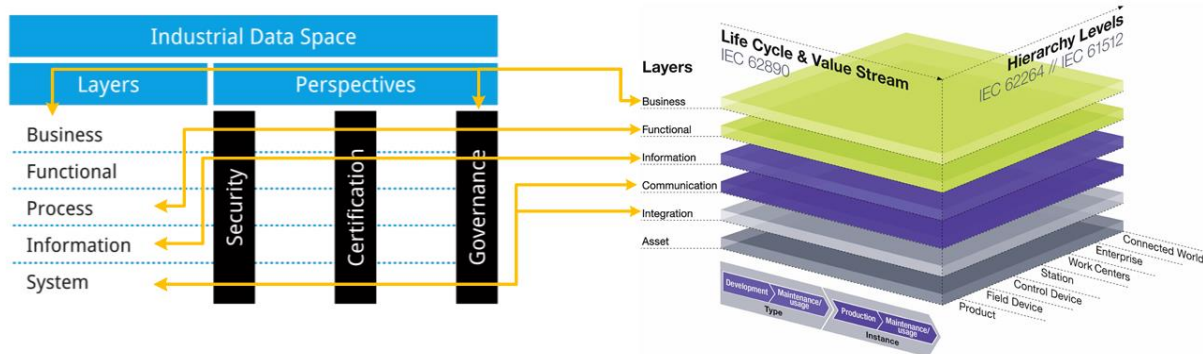 Industrial Data Space
Layers
Perspectives
Business
Functional
Process
Information
System
Security
Certification
Governance
Layers
Life Cycle & Value Stream
IEC 62890
Hierarchy Levels
IEC 62264 // IEC 61512
Business
Functional
Information
Communication
Integration
Asset
Connected World
Enterprise
Work Centers
Station
Control Device
Field Device
Product
Development
Maintenance/
usage
Production
Maintenance/
usage
Type
Instance